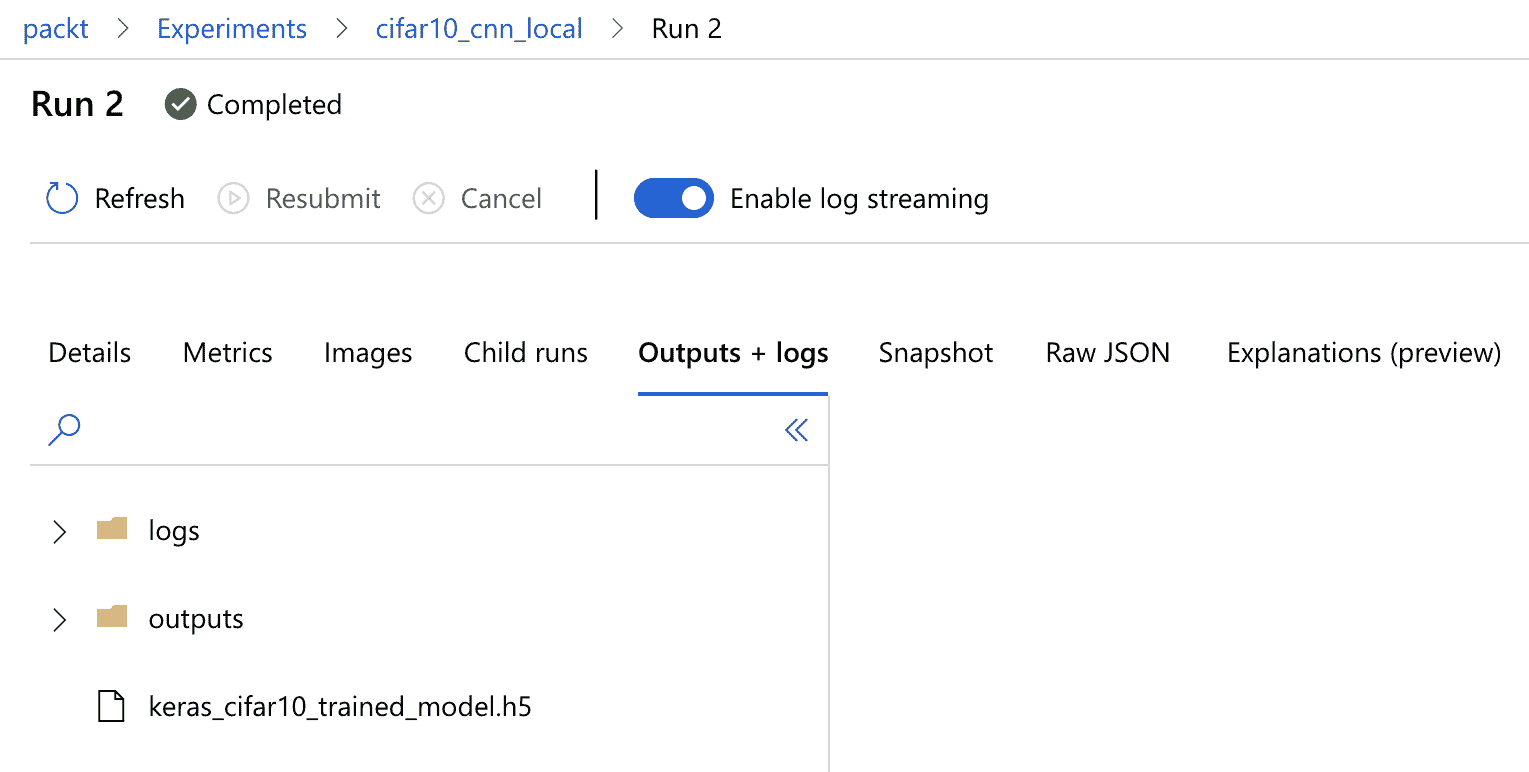 packt > Experiments > cifar10_cnn_local > Run 2
Run 2 Completed
Refresh Resubmit Cancel Enable log streaming
Details Metrics Images Child runs Outputs + logs Snapshot Raw JSON Explanations (preview)
logs
outputs
keras_cifar10_trained_model.h5